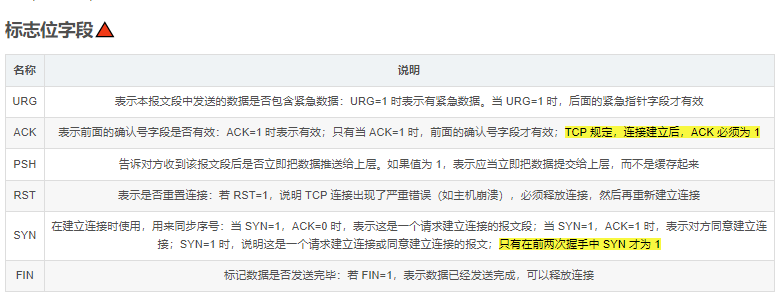 标志位字段
名称 说明
URG 表示本报文段中发送的数据是否包含紧急数据：URG=1 时表示有紧急数据。当 URG=1 时，后面的紧急指针字段才有效
ACK 表示前面的确认号字段是否有效：ACK=1 时表示有效；只有当 ACK=1 时，前面的确认号字段才有效；TCP 规定，连接建立后，ACK 必须为 1
PSH 告诉对方收到该报文段后是否立即把数据推送给上层。如果值为 1，表示应当立即把数据提交给上层，而不是缓存起来
RST 表示是否重置连接：若 RST=1，说明 TCP 连接出现了严重错误（如主机崩溃），必须释放连接，然后再重新建立连接
SYN 在建立连接时使用，用来同步序号：当 SYN=1，ACK=0 时，表示这是一个请求建立连接的报文段；当 SYN=1，ACK=1 时，表示对方同意建立连
接；SYN=1 时，说明这是一个请求建立连接或同意建立连接的报文；只有在前两次握手中 SYN 才为 1
FIN 标记数据是否发送完毕：若 FIN=1，表示数据已经发送完成，可以释放连接